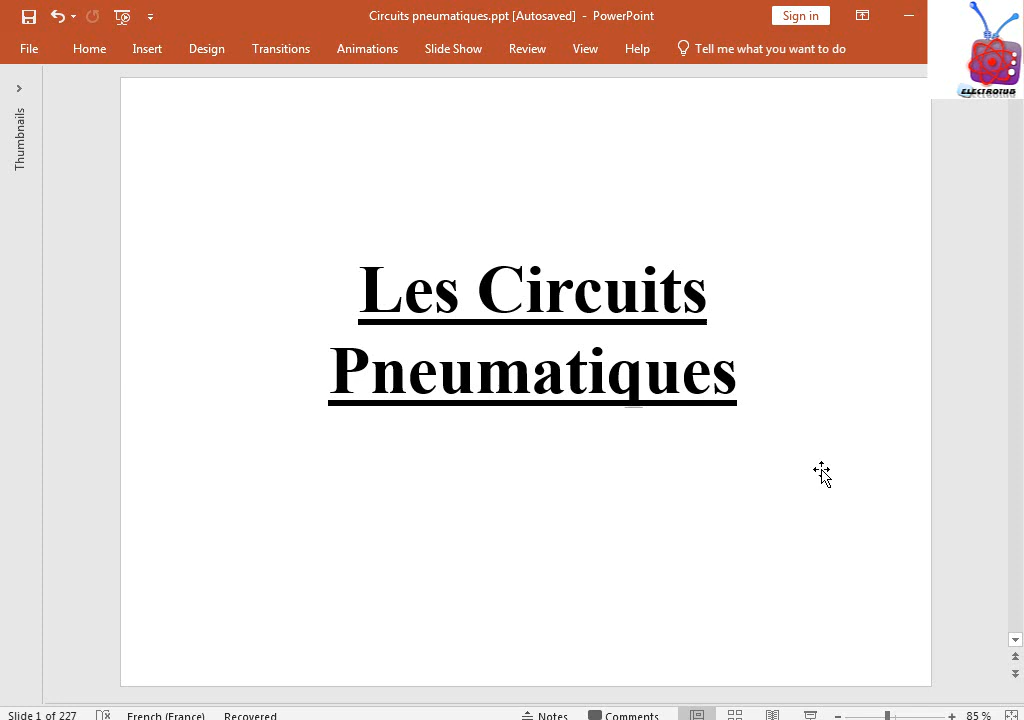 Circuits pneumatiques.ppt [Autosaved] - PowerPoint
Sign in
File Home Insert Design Transitions Animations Slide Show Review View Help Tell me what you want to do
ELECTROTUB
Thumbnails
Les Circuits
Pneumatiques
Slide 1 of 227 French (France) Recovered Notes Comments 85 %